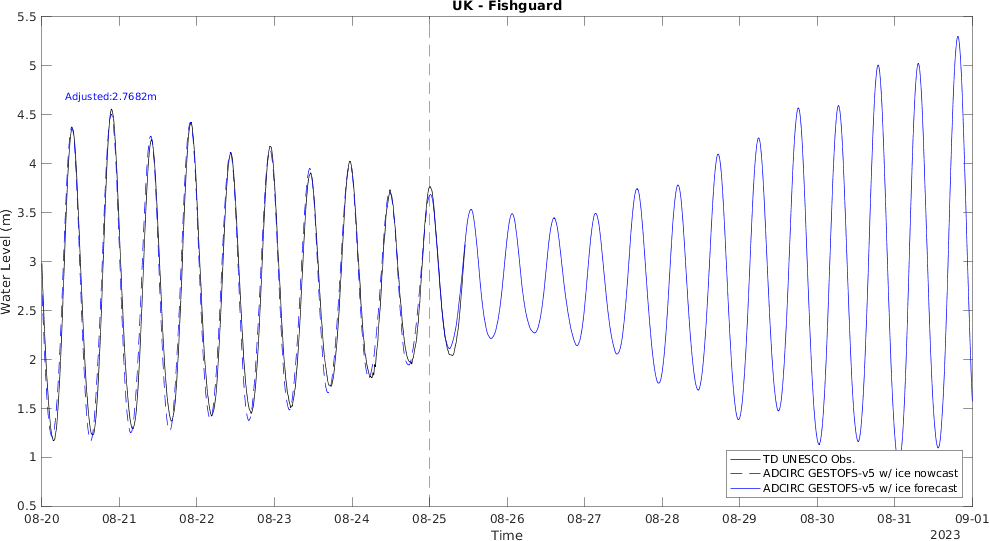 UK - Fishguard
5.5
5
4.5
4
3.5
3
2.5
2
1.5
1
0.5
Water Level (m)
Adjusted:2.7682m
TD UNESCO Obs.
ADCIRC GESTOFS-v5 w/ ice nowcast
ADCIRC GESTOFS-v5 w/ ice forecast
08-20 08-21 08-22 08-23 08-24 08-25 08-26 08-27 08-28 08-29 08-30 08-31 09-01
Time
2023